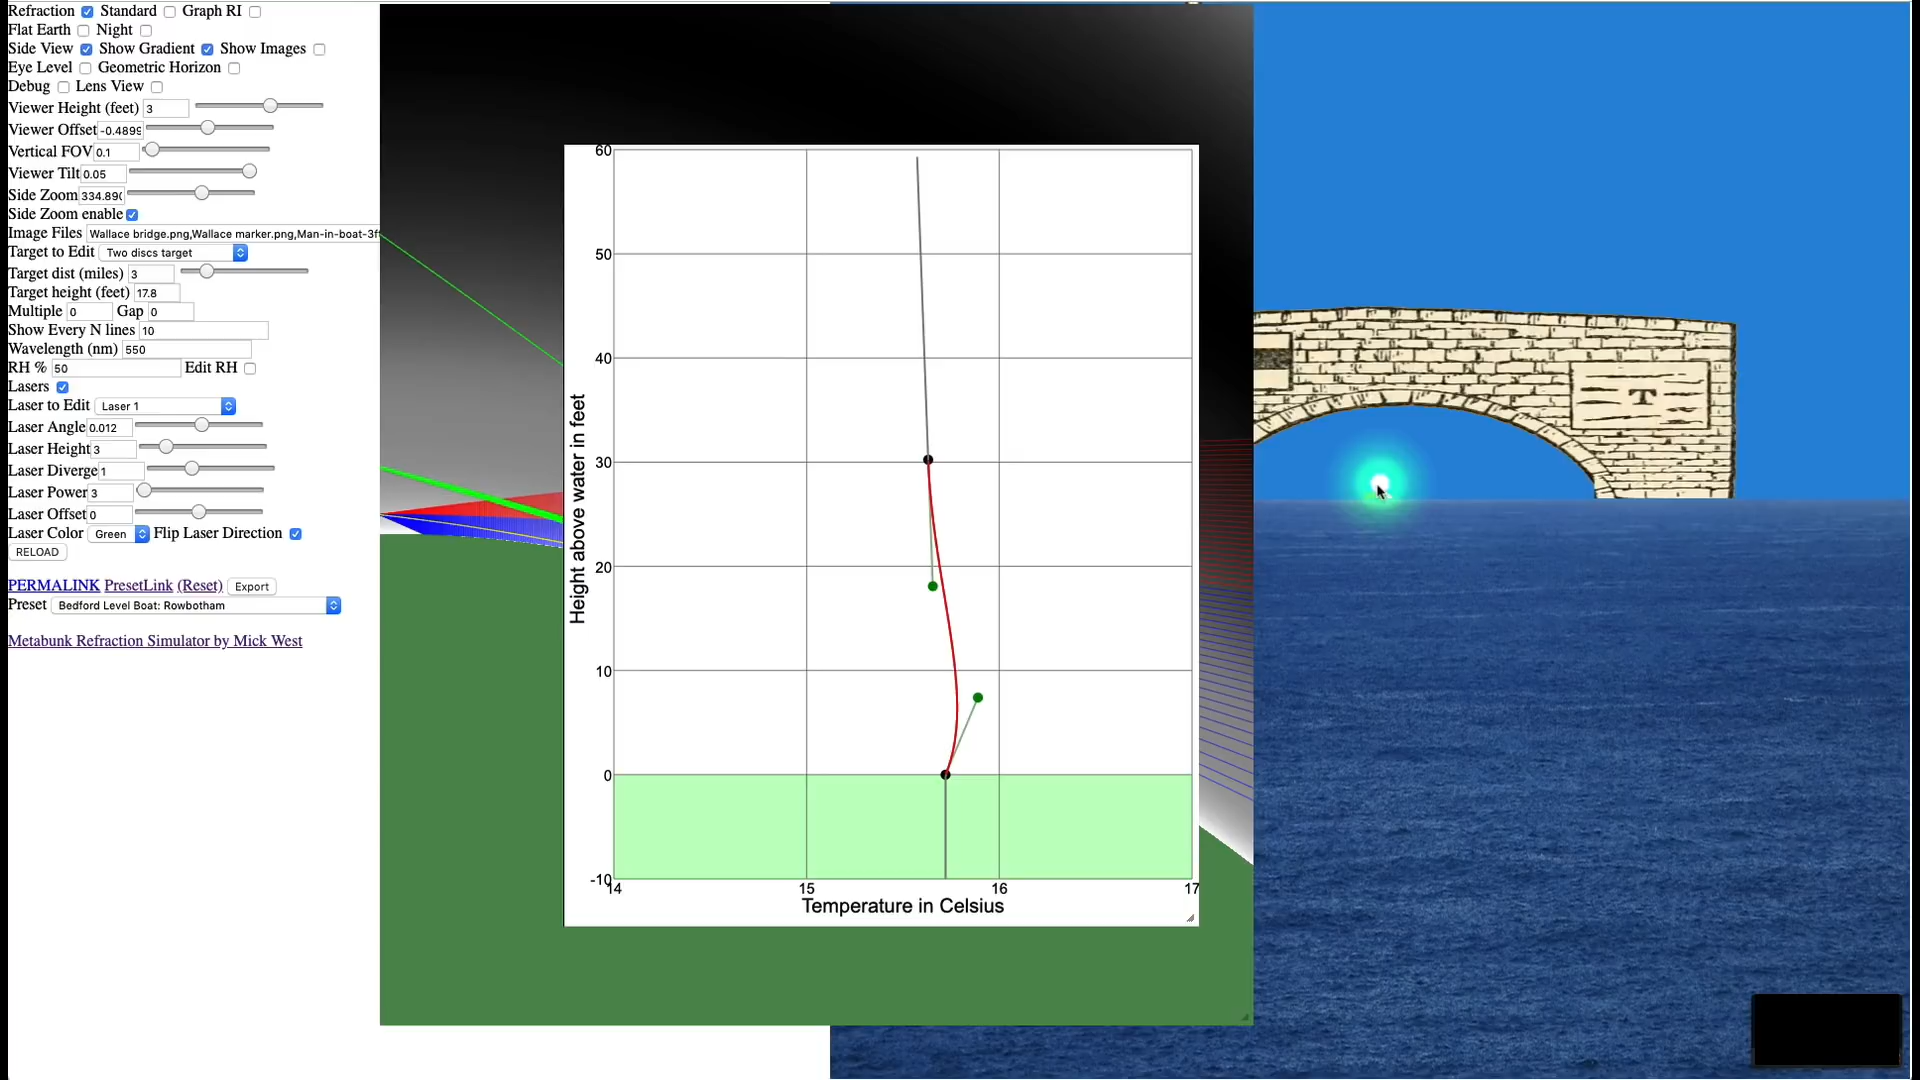 Refraction Standard Graph RI
Flat Earth Night
Side View Show Gradient Show Images
Eye Level Geometric Horizon
Debug Lens View
Viewer Height (feet) 3
Viewer Offset -0.4899
Vertical FOV 0.1
Viewer Tilt 0.05
Side Zoom 334.89(
Side Zoom enable
Image Files Wallace bridge.png,Wallace marker.png,Man-in-boat-3f
Target to Edit Two discs target
Target dist (miles) 3
Target height (feet) 17.8
Multiple 0 Gap 0
Show Every N lines 10
Wavelength (nm) 550
RH % 50 Edit RH
Lasers
Laser to Edit Laser 1
Laser Angle 0.012
Laser Height 3
Laser Diverge 1
Laser Power 3
Laser Offset 0
Laser Color Green Flip Laser Direction
RELOAD
PERMALINK PresetLink (Reset) Export
Preset Bedford Level Boat: Rowbotham
Metabunk Refraction Simulator by Mick West
60
50
40
30
20
10
0
-10
Height above water in feet
14 15 16 17
Temperature in Celsius
T